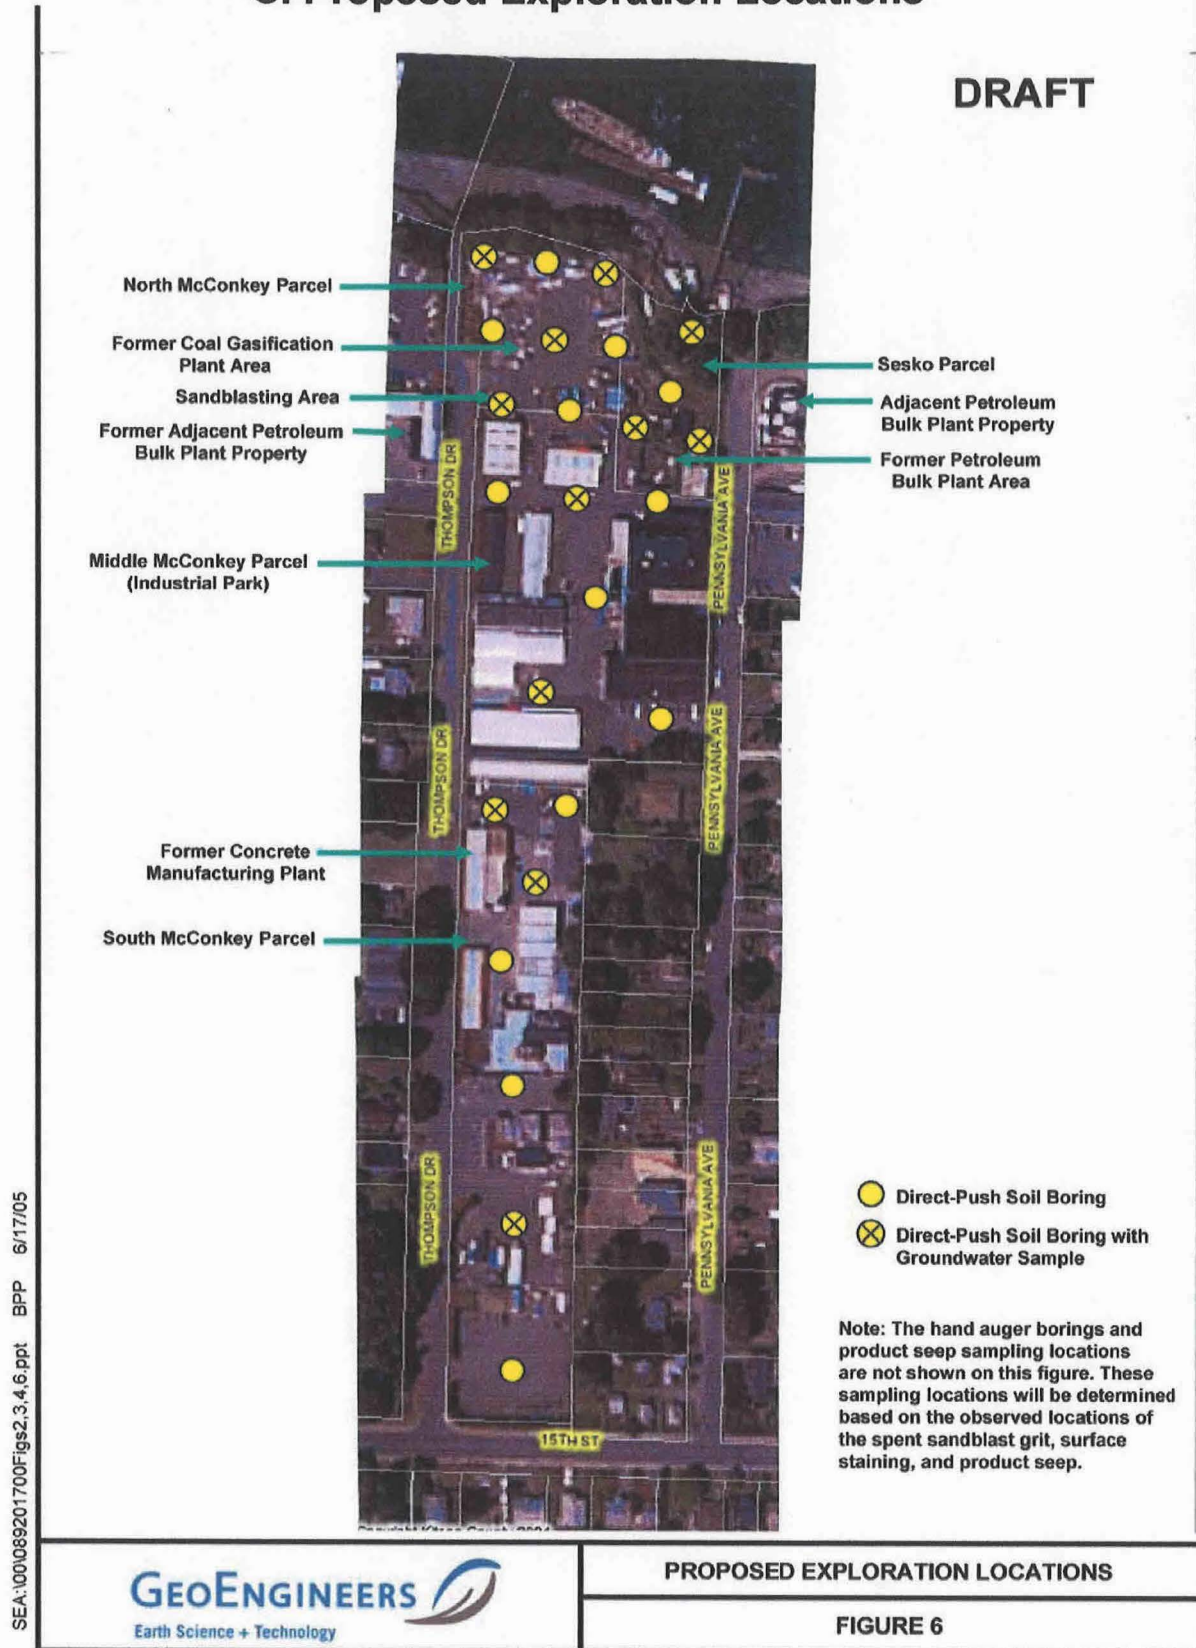 Proposed Exploration Locations
DRAFT
North McConkey Parcel
Former Coal Gasification
Plant Area
Sandblasting Area
Former Adjacent Petroleum
Bulk Plant Property
Sesko Parcel
Adjacent Petroleum
Bulk Plant Property
Former Petroleum
Bulk Plant Area
THOMPSON DR
PENNSYLVANIA AVE
Middle McConkey Parcel
(Industrial Park)
THOMPSON DR
PENNSYLVANIA AVE
Former Concrete
Manufacturing Plant
South McConkey Parcel
THOMPSON DR
PENNSYLVANIA AVE
15TH ST
Direct-Push Soil Boring
Direct-Push Soil Boring with
Groundwater Sample
Note: The hand auger borings and
product seep sampling locations
are not shown on this figure. These
sampling locations will be determined
based on the observed locations of
the spent sandblast grit, surface
staining, and product seep.
SEA:\00\089201700Figs2,3,4,6.ppt BPP 6/17/05
GEOENGINEERS
Earth Science + Technology
PROPOSED EXPLORATION LOCATIONS
FIGURE 6